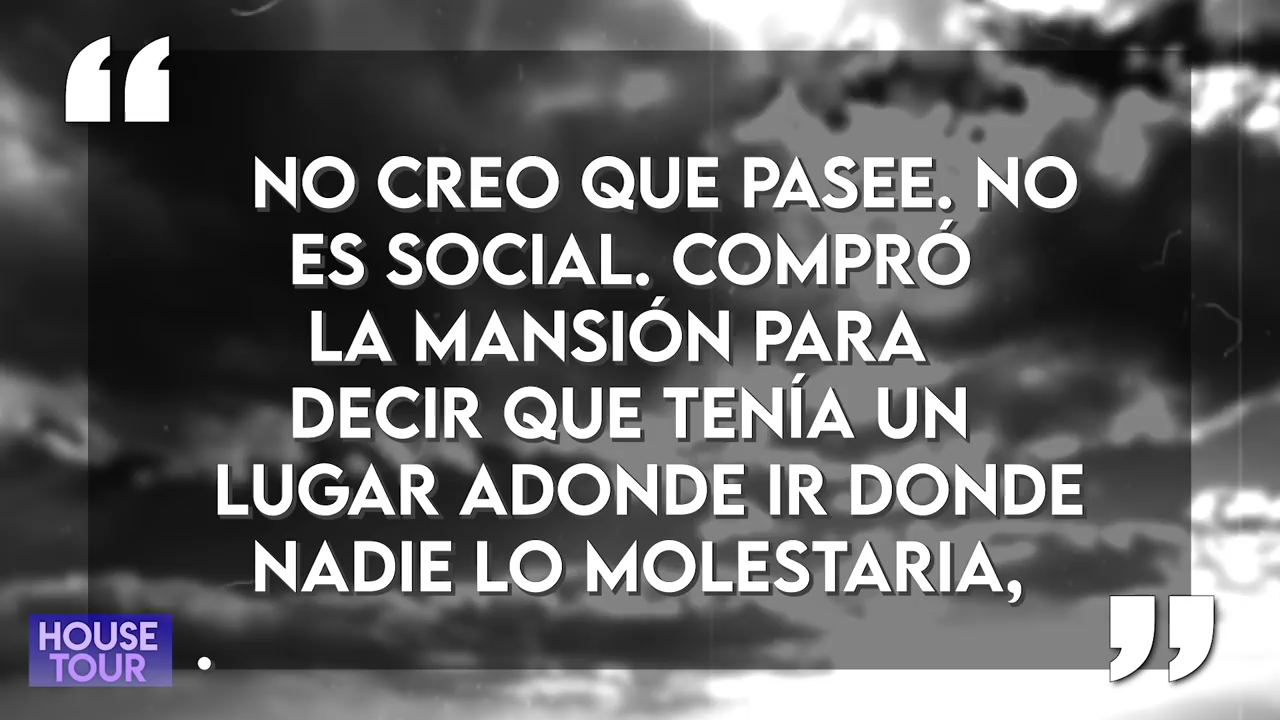 “
NO CREO QUE PASEE. NO
ES SOCIAL. COMPRÓ
LA MANSIÓN PARA
DECIR QUE TENÍA UN
LUGAR ADONDE IR DONDE
NADIE LO MOLESTARIA,
”
HOUSE
TOUR
.